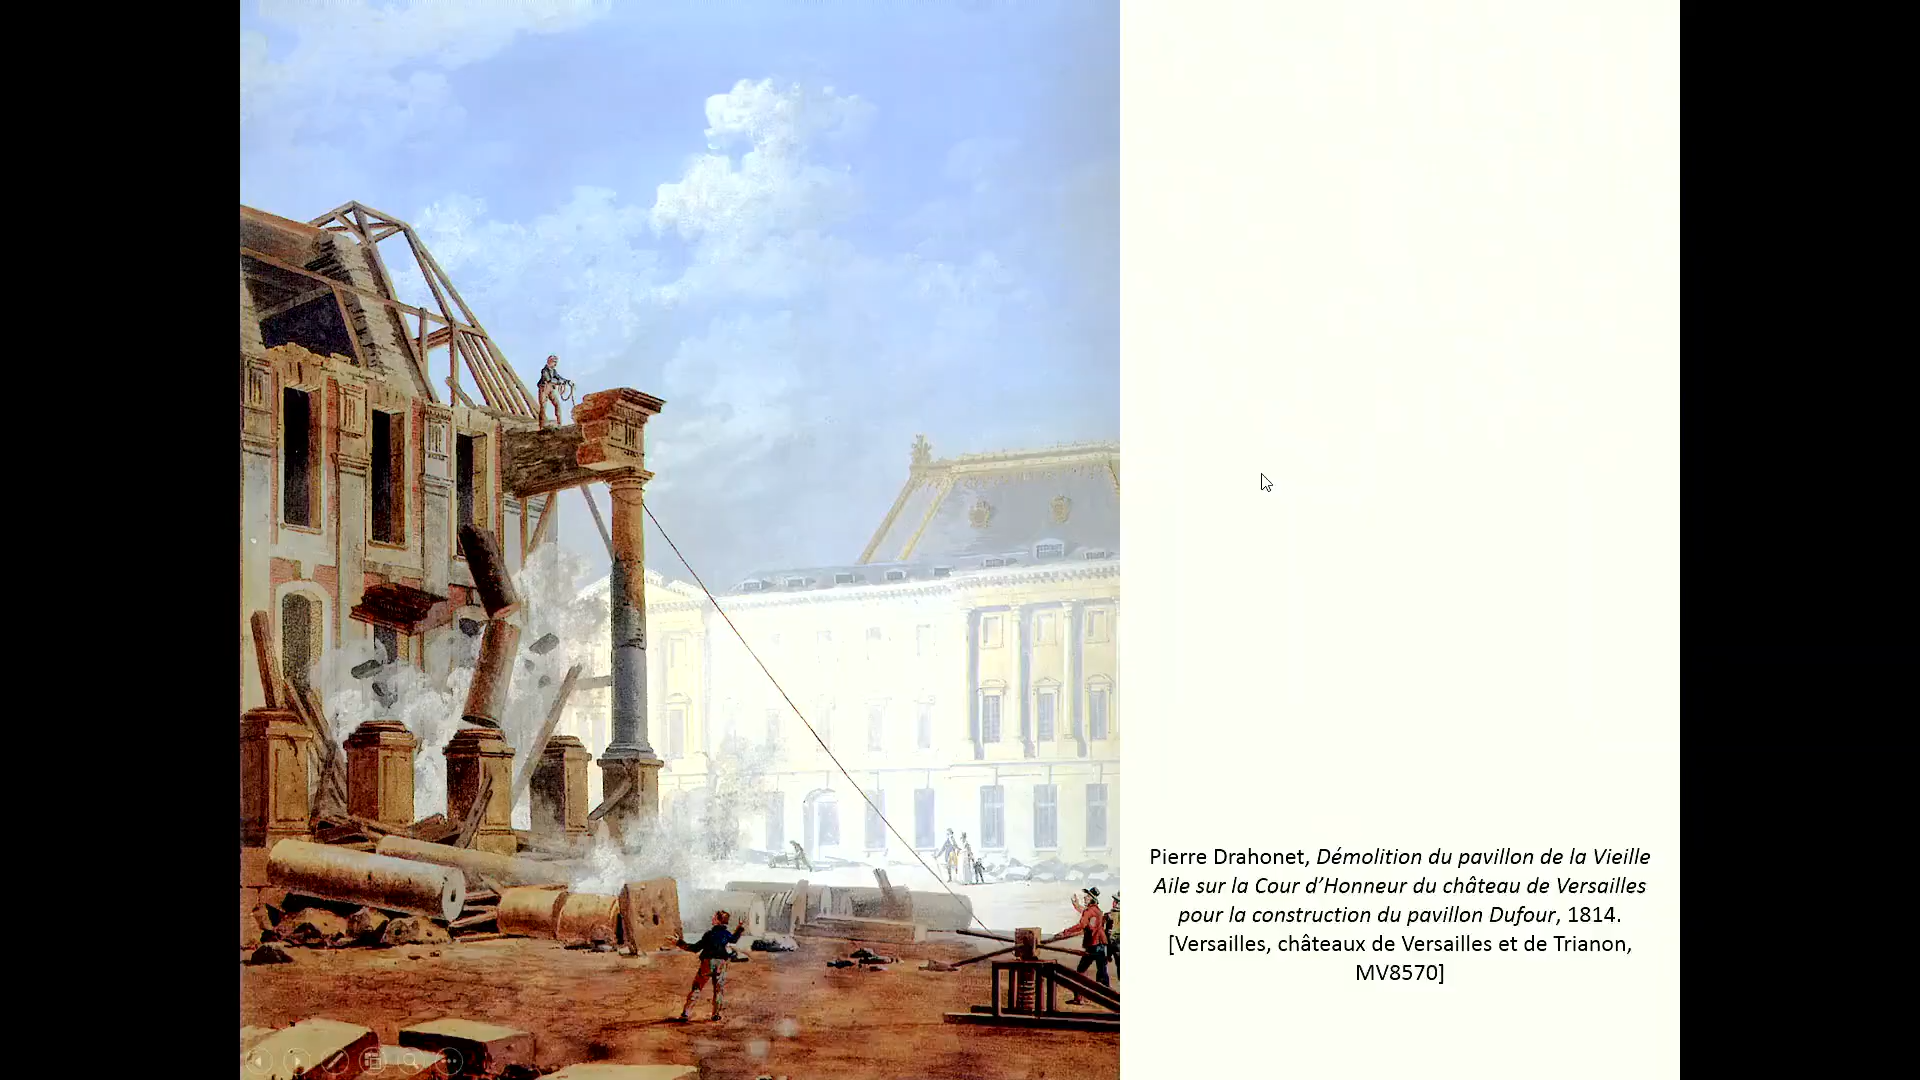 Pierre Drahonet, Démolition du pavillon de la Vieille
Aile sur la Cour d’Honneur du château de Versailles
pour la construction du pavillon Dufour, 1814.
[Versailles, châteaux de Versailles et de Trianon,
MV8570]